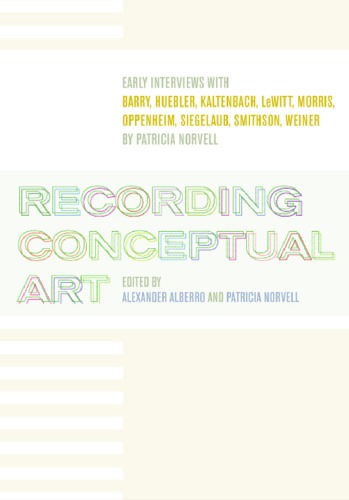 EARLY INTERVIEWS WITH
BARRY, HUEBLER, KALTENBACH, LeWITT, MORRIS,
OPPENHEIM, SIEGELAUB, SMITHSON, WEINER
BY PATRICIA NORVELL
RECORDING
CONCEPTUAL
ART
EDITED BY
ALEXANDER ALBERRO AND PATRICIA NORVELL